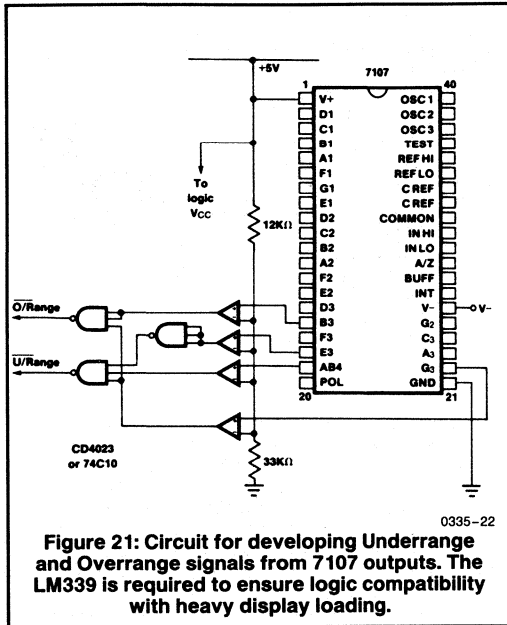 +5V
7107
1
40
V+
OSC 1
D1
OSC 2
C1
OSC 3
B1
TEST
A1
REF HI
F1
REF LO
G1
C REF
E1
C REF
D2
COMMON
C2
IN HI
B2
IN LO
A2
A/Z
F2
BUFF
E2
INT
D3
V–
V–
B3
G2
F3
C3
E3
A3
AB4
G3
POL
GND
20
21
To
logic
VCC
12KΩ
O/Range
U/Range
CD4023
or 74C10
33KΩ
0335–22
Figure 21: Circuit for developing Underrange
and Overrange signals from 7107 outputs. The
LM339 is required to ensure logic compatibility
with heavy display loading.